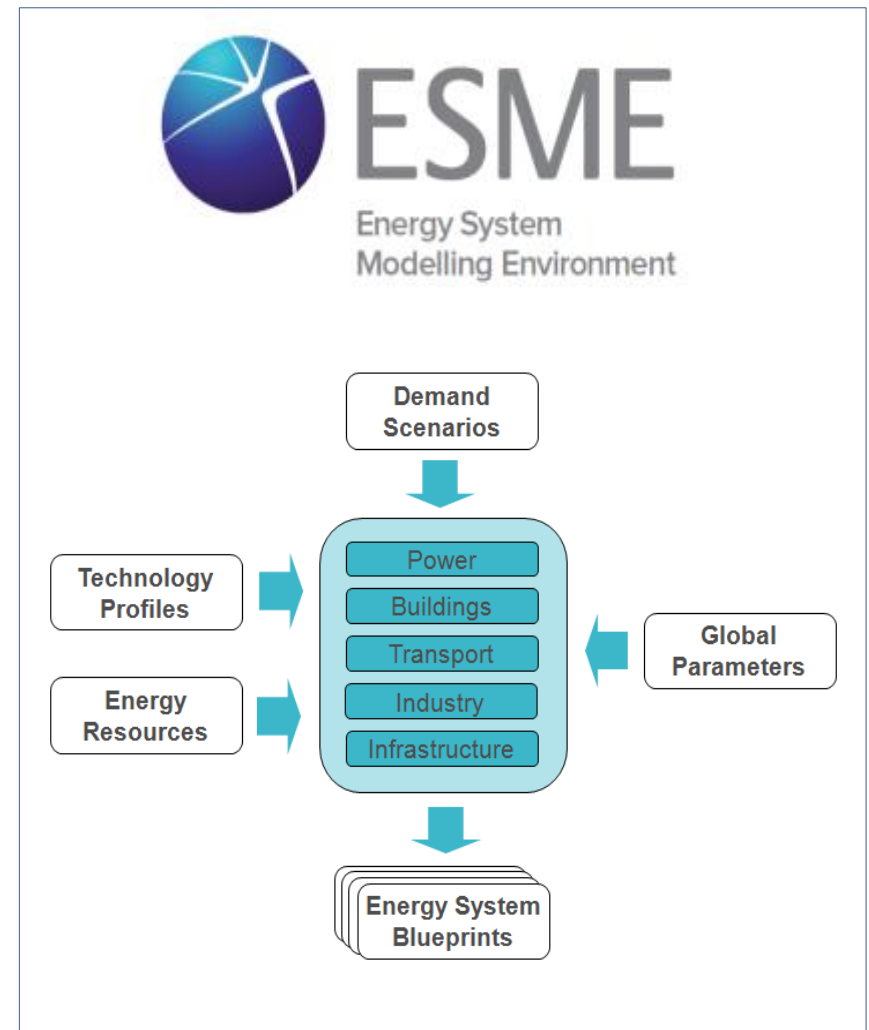 ESME
Energy System
Modelling Environment
Demand
Scenarios
Technology
Profiles
Energy
Resources
Power
Buildings
Transport
Industry
Infrastructure
Global
Parameters
Energy System
Blueprints